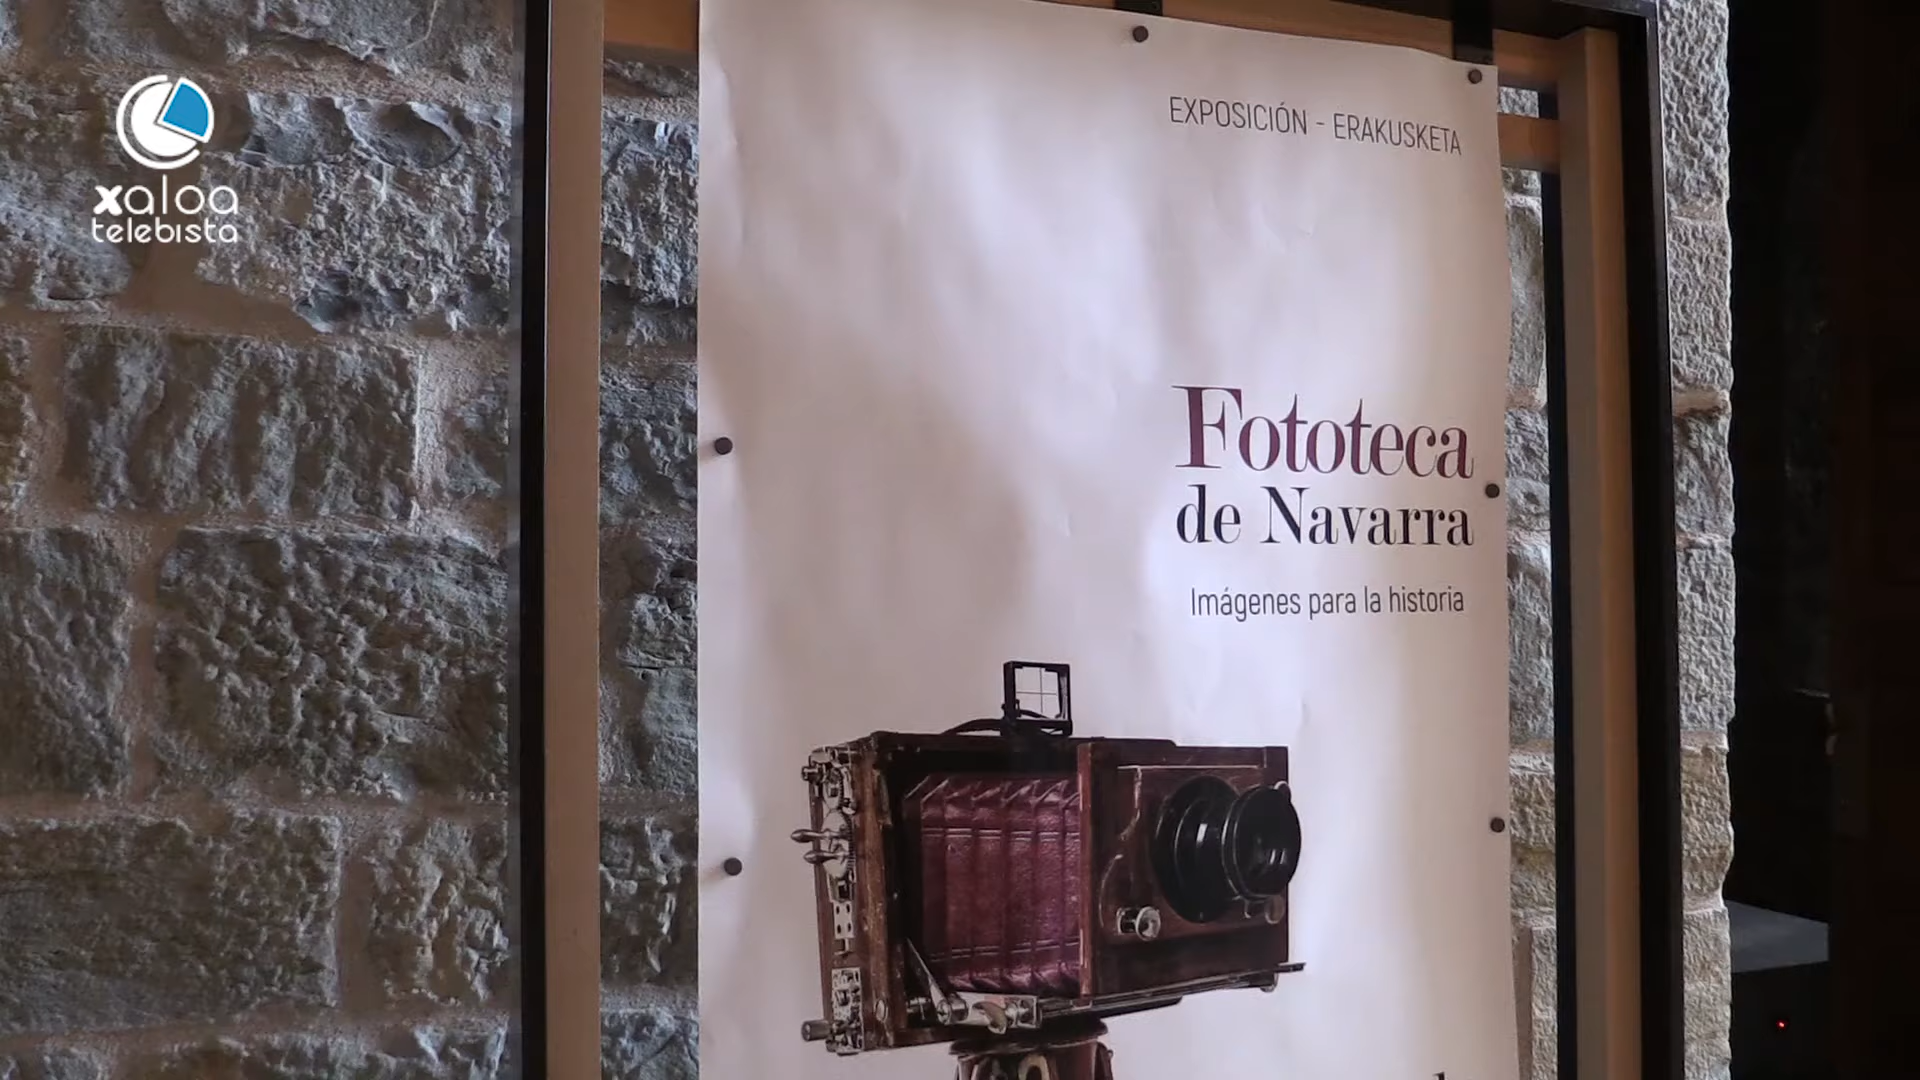 xaloa
telebista
EXPOSICIÓN - ERAKUSKETA
Fototeca
de Navarra
Imágenes para la historia